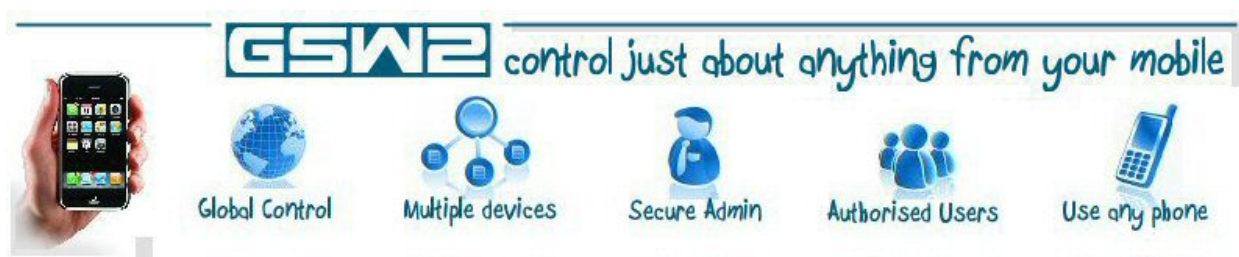 GSW2 control just about anything from your mobile
Global Control
Multiple devices
Secure Admin
Authorised Users
Use any phone